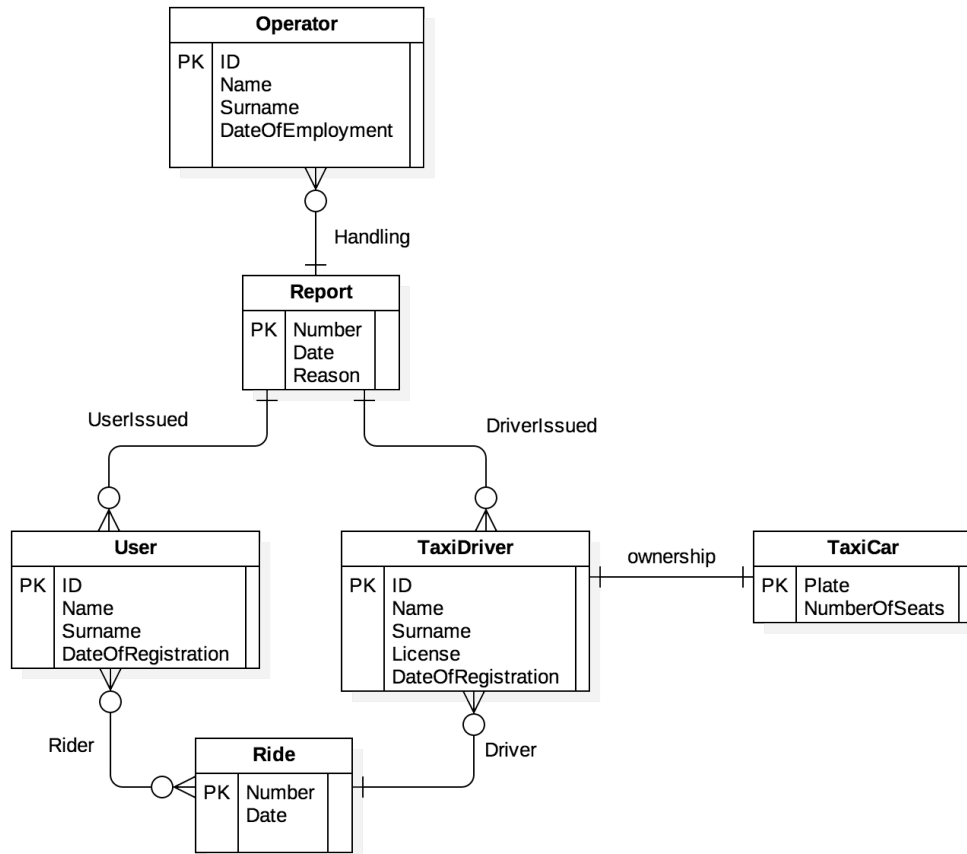 Operator
PK ID
Name
Surname
DateOfEmployment
Handling
Report
PK Number
Date
Reason
UserIssued
DriverIssued
User
PK ID
Name
Surname
DateOfRegistration
TaxiDriver
PK ID
Name
Surname
License
DateOfRegistration
ownership
TaxiCar
PK Plate
NumberOfSeats
Rider
Driver
Ride
PK Number
Date